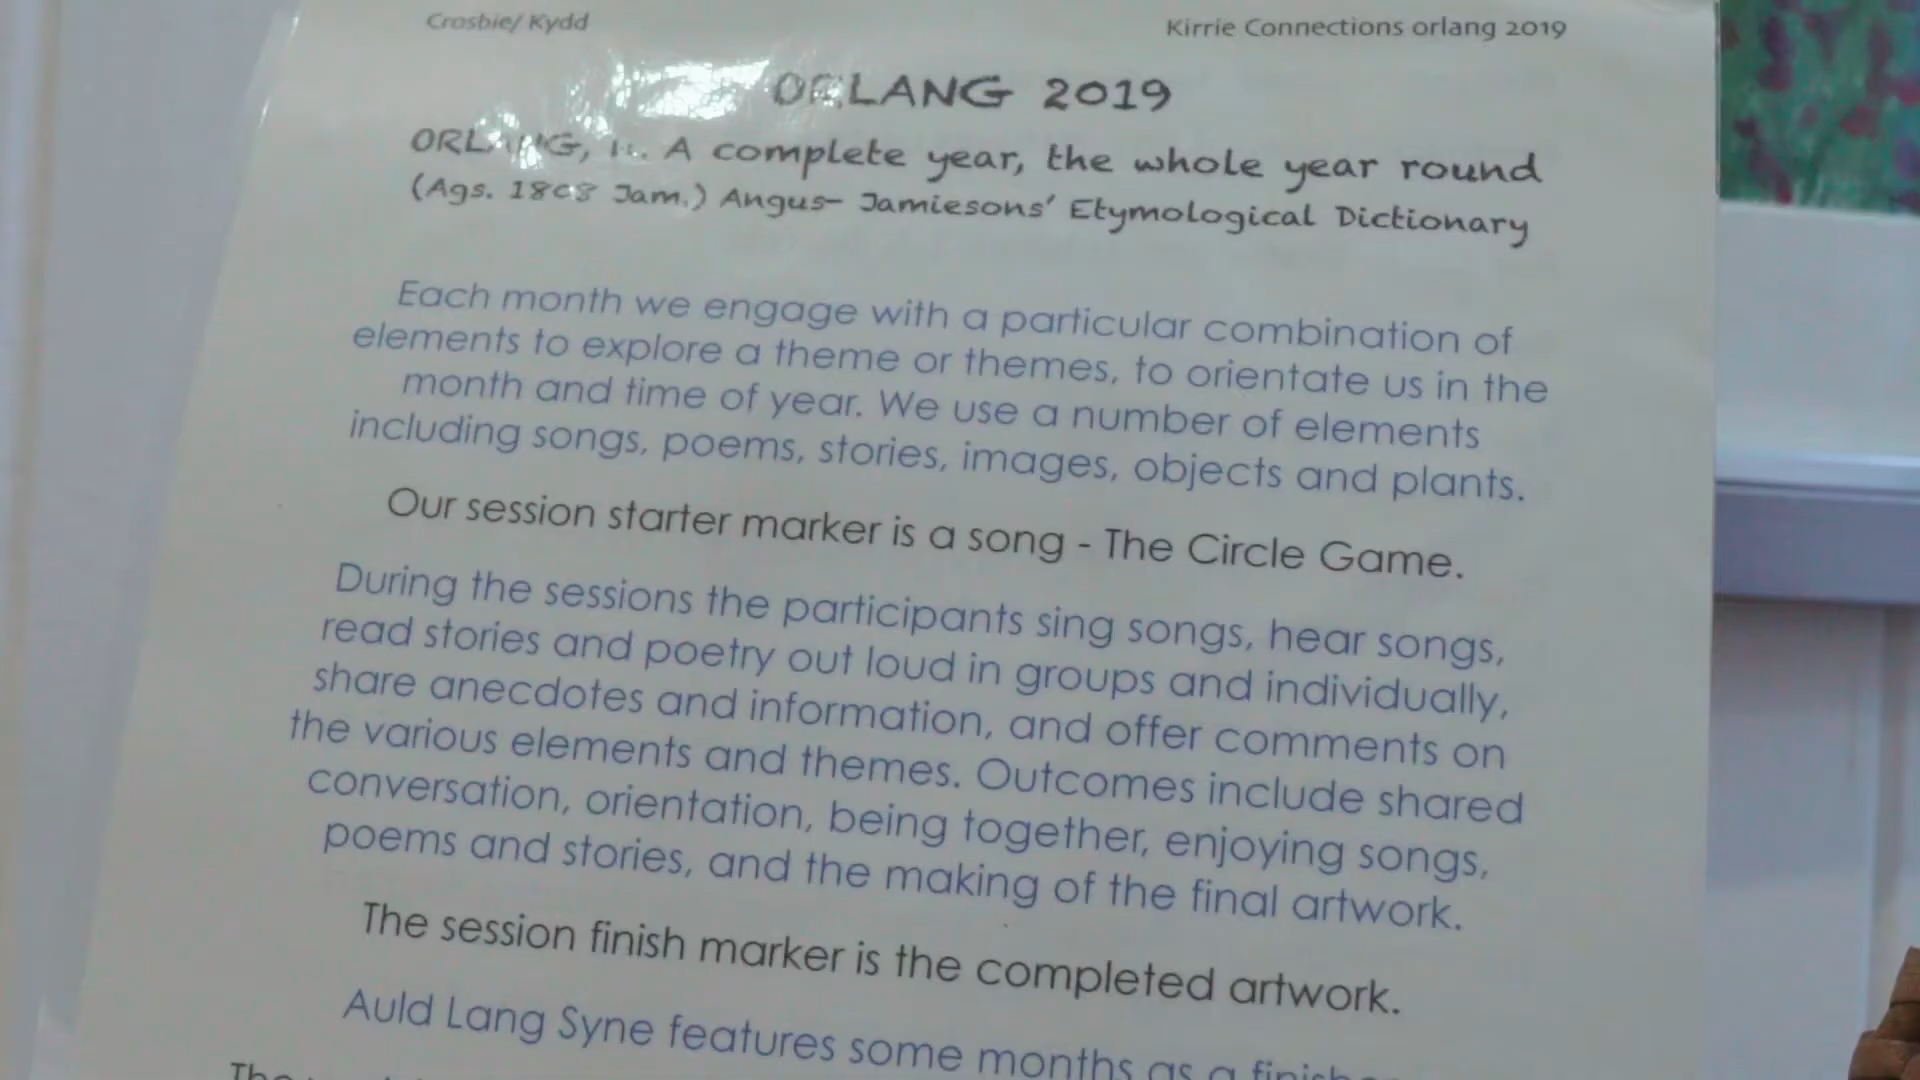 Crosbie/ Kydd
Kirrie Connections orlang 2019
ORLANG 2019
ORLANG, n. A complete year, the whole year round
(Ags. 1808 Jam.) Angus- Jamiesons' Etymological Dictionary
Each month we engage with a particular combination of
elements to explore a theme or themes, to orientate us in the
month and time of year. We use a number of elements
including songs, poems, stories, images, objects and plants.
Our session starter marker is a song - The Circle Game.
During the sessions the participants sing songs, hear songs,
read stories and poetry out loud in groups and individually,
share anecdotes and information, and offer comments on
the various elements and themes. Outcomes include shared
conversation, orientation, being together, enjoying songs,
poems and stories, and the making of the final artwork.
The session finish marker is the completed artwork.
Auld Lang Syne features some months as a